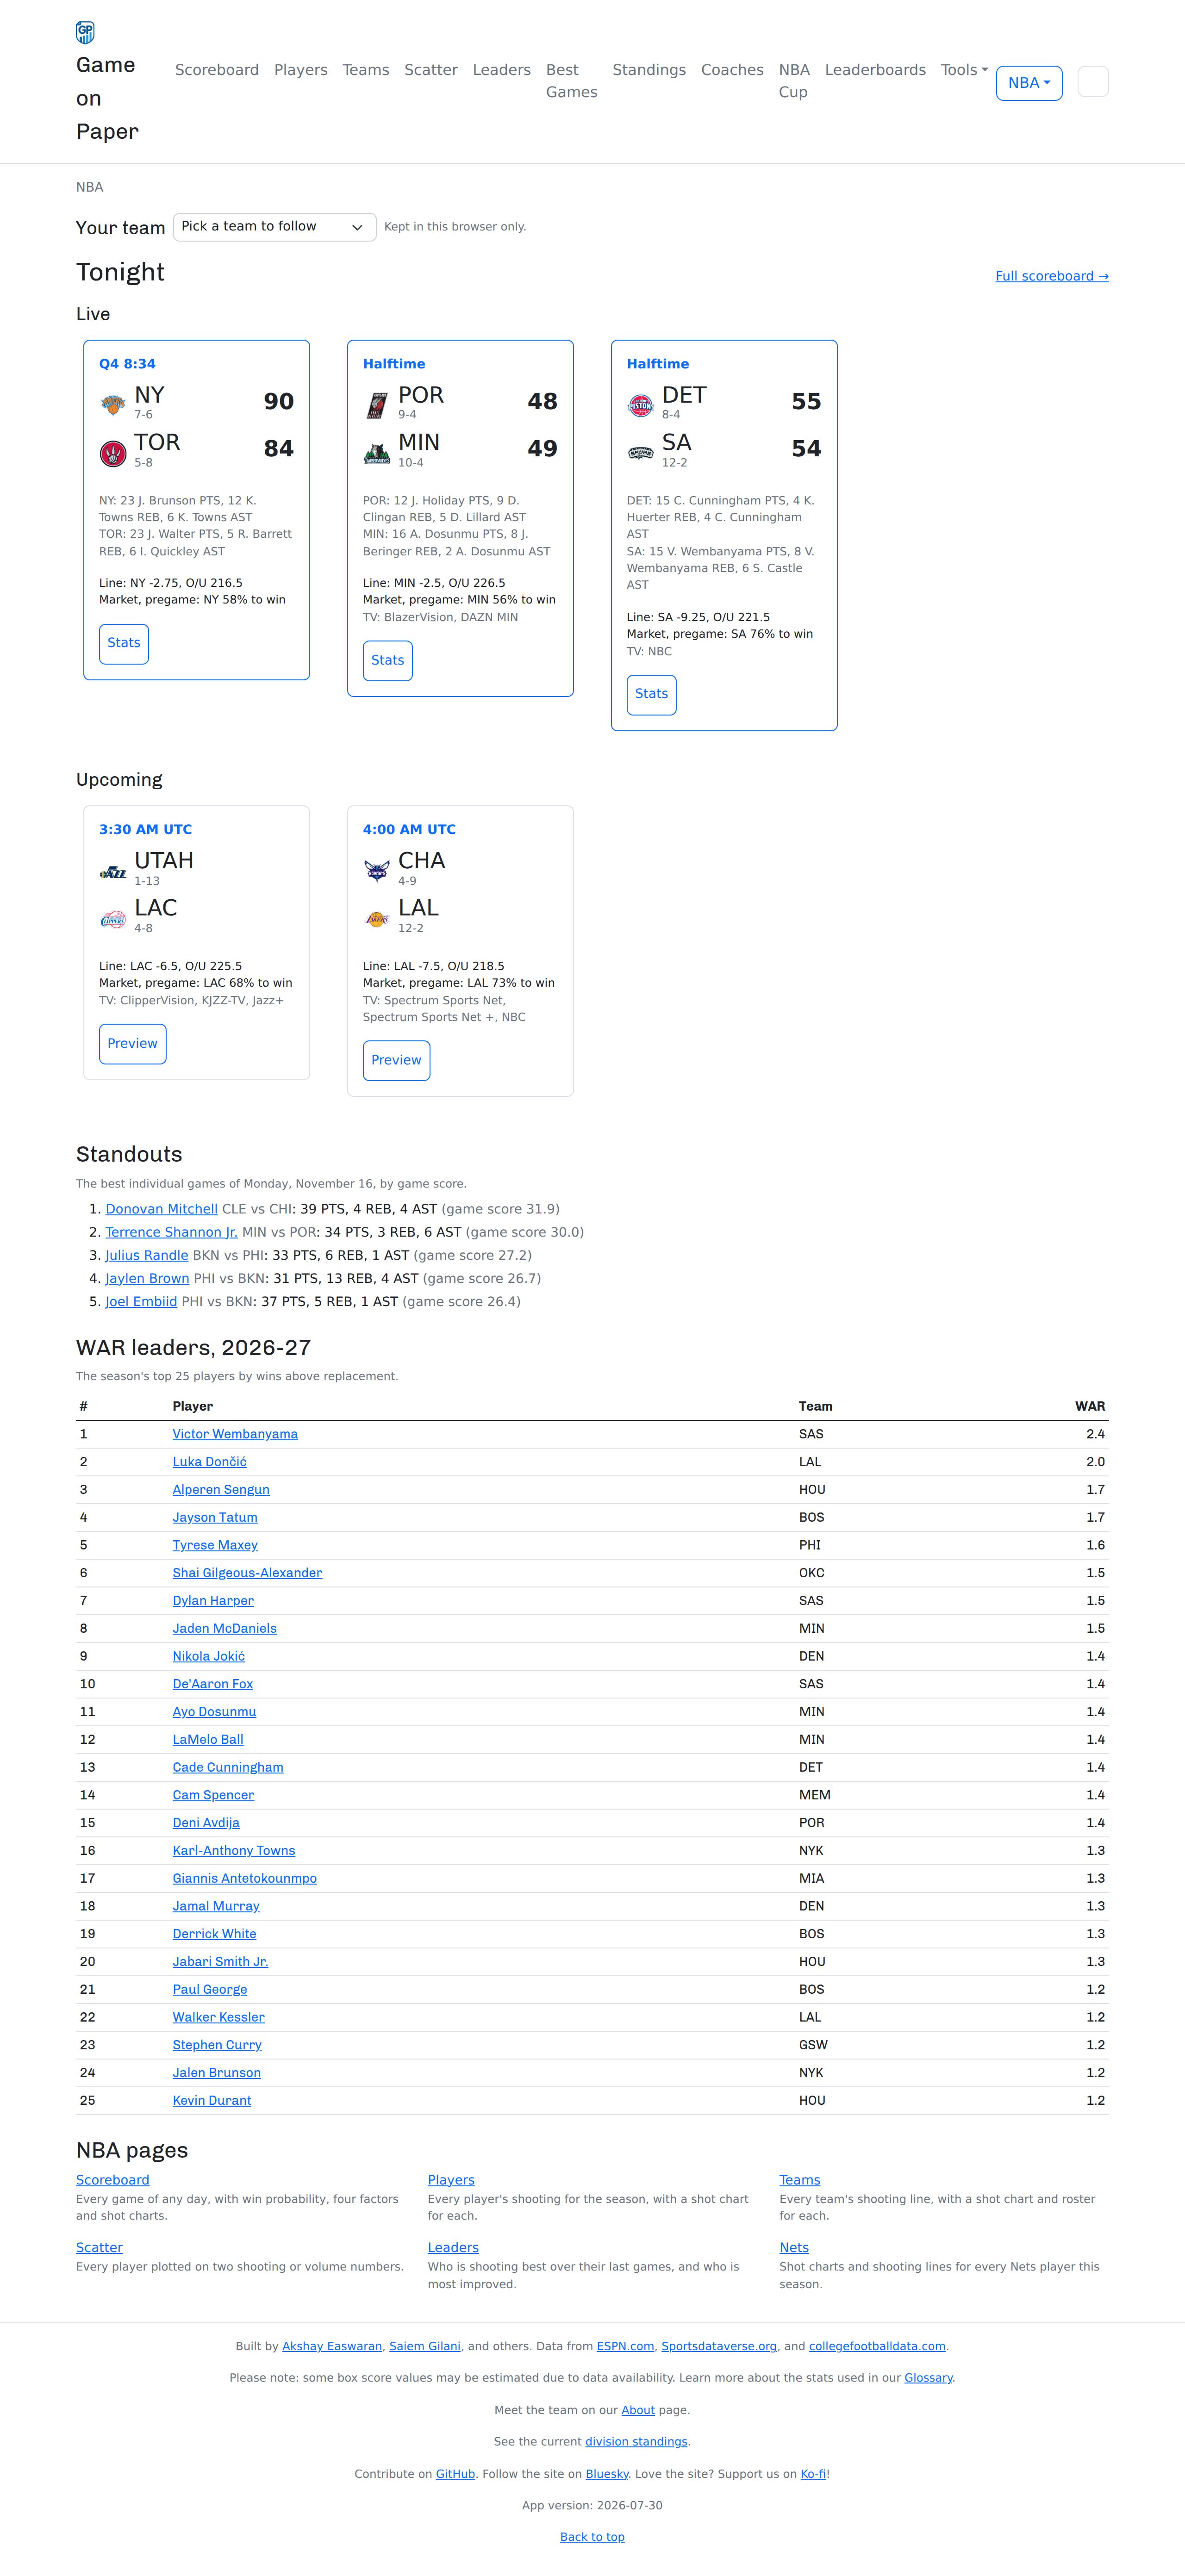 GP
Game
on
Paper
Scoreboard Players Teams Scatter Leaders Best Games Standings Coaches NBA Cup Leaderboards Tools NBA
NBA
Your team Pick a team to follow Kept in this browser only.
Tonight
Full scoreboard →
Live
Q4 8:34
NY 90
7-6
TOR 84
5-8
NY: 23 J. Brunson PTS, 12 K.
Towns REB, 6 K. Towns AST
TOR: 23 J. Walter PTS, 5 R. Barrett
REB, 6 I. Quickley AST
Line: NY -2.75, O/U 216.5
Market, pregame: NY 58% to win
Stats
Halftime
POR 48
9-4
MIN 49
10-4
POR: 12 J. Holiday PTS, 9 D.
Clingan REB, 5 D. Lillard AST
MIN: 16 A. Dosunmu PTS, 8 J.
Beringer REB, 2 A. Dosunmu AST
Line: MIN -2.5, O/U 226.5
Market, pregame: MIN 56% to win
TV: BlazerVision, DAZN MIN
Stats
Halftime
DET 55
8-4
SA 54
12-2
DET: 15 C. Cunningham PTS, 4 K.
Huerter REB, 4 C. Cunningham
AST
SA: 15 V. Wembanyama PTS, 8 V.
Wembanyama REB, 6 S. Castle
AST
Line: SA -9.25, O/U 221.5
Market, pregame: SA 76% to win
TV: NBC
Stats
Upcoming
3:30 AM UTC
UTAH
1-13
LAC
4-8
Line: LAC -6.5, O/U 225.5
Market, pregame: LAC 68% to win
TV: ClipperVision, KJZZ-TV, Jazz+
Preview
4:00 AM UTC
CHA
4-9
LAL
12-2
Line: LAL -7.5, O/U 218.5
Market, pregame: LAL 73% to win
TV: Spectrum Sports Net,
Spectrum Sports Net +, NBC
Preview
Standouts
The best individual games of Monday, November 16, by game score.
1. Donovan Mitchell CLE vs CHI: 39 PTS, 4 REB, 4 AST (game score 31.9)
2. Terrence Shannon Jr. MIN vs POR: 34 PTS, 3 REB, 6 AST (game score 30.0)
3. Julius Randle BKN vs PHI: 33 PTS, 6 REB, 1 AST (game score 27.2)
4. Jaylen Brown PHI vs BKN: 31 PTS, 13 REB, 4 AST (game score 26.7)
5. Joel Embiid PHI vs BKN: 37 PTS, 5 REB, 1 AST (game score 26.4)
WAR leaders, 2026-27
The season's top 25 players by wins above replacement.
# Player Team WAR
1 Victor Wembanyama SAS 2.4
2 Luka Dončić LAL 2.0
3 Alperen Sengun HOU 1.7
4 Jayson Tatum BOS 1.7
5 Tyrese Maxey PHI 1.6
6 Shai Gilgeous-Alexander OKC 1.5
7 Dylan Harper SAS 1.5
8 Jaden McDaniels MIN 1.5
9 Nikola Jokić DEN 1.4
10 De'Aaron Fox SAS 1.4
11 Ayo Dosunmu MIN 1.4
12 LaMelo Ball MIN 1.4
13 Cade Cunningham DET 1.4
14 Cam Spencer MEM 1.4
15 Deni Avdija POR 1.4
16 Karl-Anthony Towns NYK 1.3
17 Giannis Antetokounmpo MIA 1.3
18 Jamal Murray DEN 1.3
19 Derrick White BOS 1.3
20 Jabari Smith Jr. HOU 1.3
21 Paul George BOS 1.2
22 Walker Kessler LAL 1.2
23 Stephen Curry GSW 1.2
24 Jalen Brunson NYK 1.2
25 Kevin Durant HOU 1.2
NBA pages
Scoreboard
Every game of any day, with win probability, four factors
and shot charts.
Players
Every player's shooting for the season, with a shot chart
for each.
Teams
Every team's shooting line, with a shot chart and roster
for each.
Scatter
Every player plotted on two shooting or volume numbers.
Leaders
Who is shooting best over their last games, and who is
most improved.
Nets
Shot charts and shooting lines for every Nets player this
season.
Built by Akshay Easwaran, Saiem Gilani, and others. Data from ESPN.com, Sportsdataverse.org, and collegefootballdata.com.
Please note: some box score values may be estimated due to data availability. Learn more about the stats used in our Glossary.
Meet the team on our About page.
See the current division standings.
Contribute on GitHub. Follow the site on Bluesky. Love the site? Support us on Ko-fi!
App version: 2026-07-30
Back to top